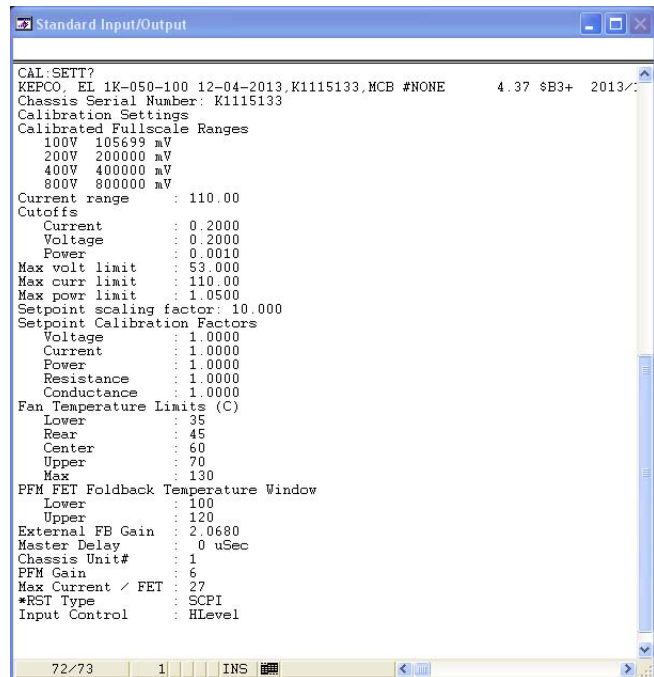 Standard Input/Output
CAL:SETT?
KEPCO, EL 1K-050-100 12-04-2013,K1115133,MCB #NONE 4.37 $B3+ 2013/
Chassis Serial Number: K1115133
Calibration Settings
Calibrated Fullscale Ranges
100V 105699 mV
200V 200000 mV
400V 400000 mV
800V 800000 mV
Current range : 110.00
Cutoffs
Current : 0.2000
Voltage : 0.2000
Power : 0.0010
Max volt limit : 53.000
Max curr limit : 110.00
Max powr limit : 1.0500
Setpoint scaling factor: 10.000
Setpoint Calibration Factors
Voltage : 1.0000
Current : 1.0000
Power : 1.0000
Resistance : 1.0000
Conductance : 1.0000
Fan Temperature Limits (C)
Lower : 35
Rear : 45
Center : 60
Upper : 70
Max : 130
PFM FET Foldback Temperature Window
Lower : 100
Upper : 120
External FB Gain : 2.0680
Master Delay : 0 uSec
Chassis Unit# : 1
PFM Gain : 6
Max Current / FET : 27
*RST Type : SCPI
Input Control : HLevel
72/73 1 INS